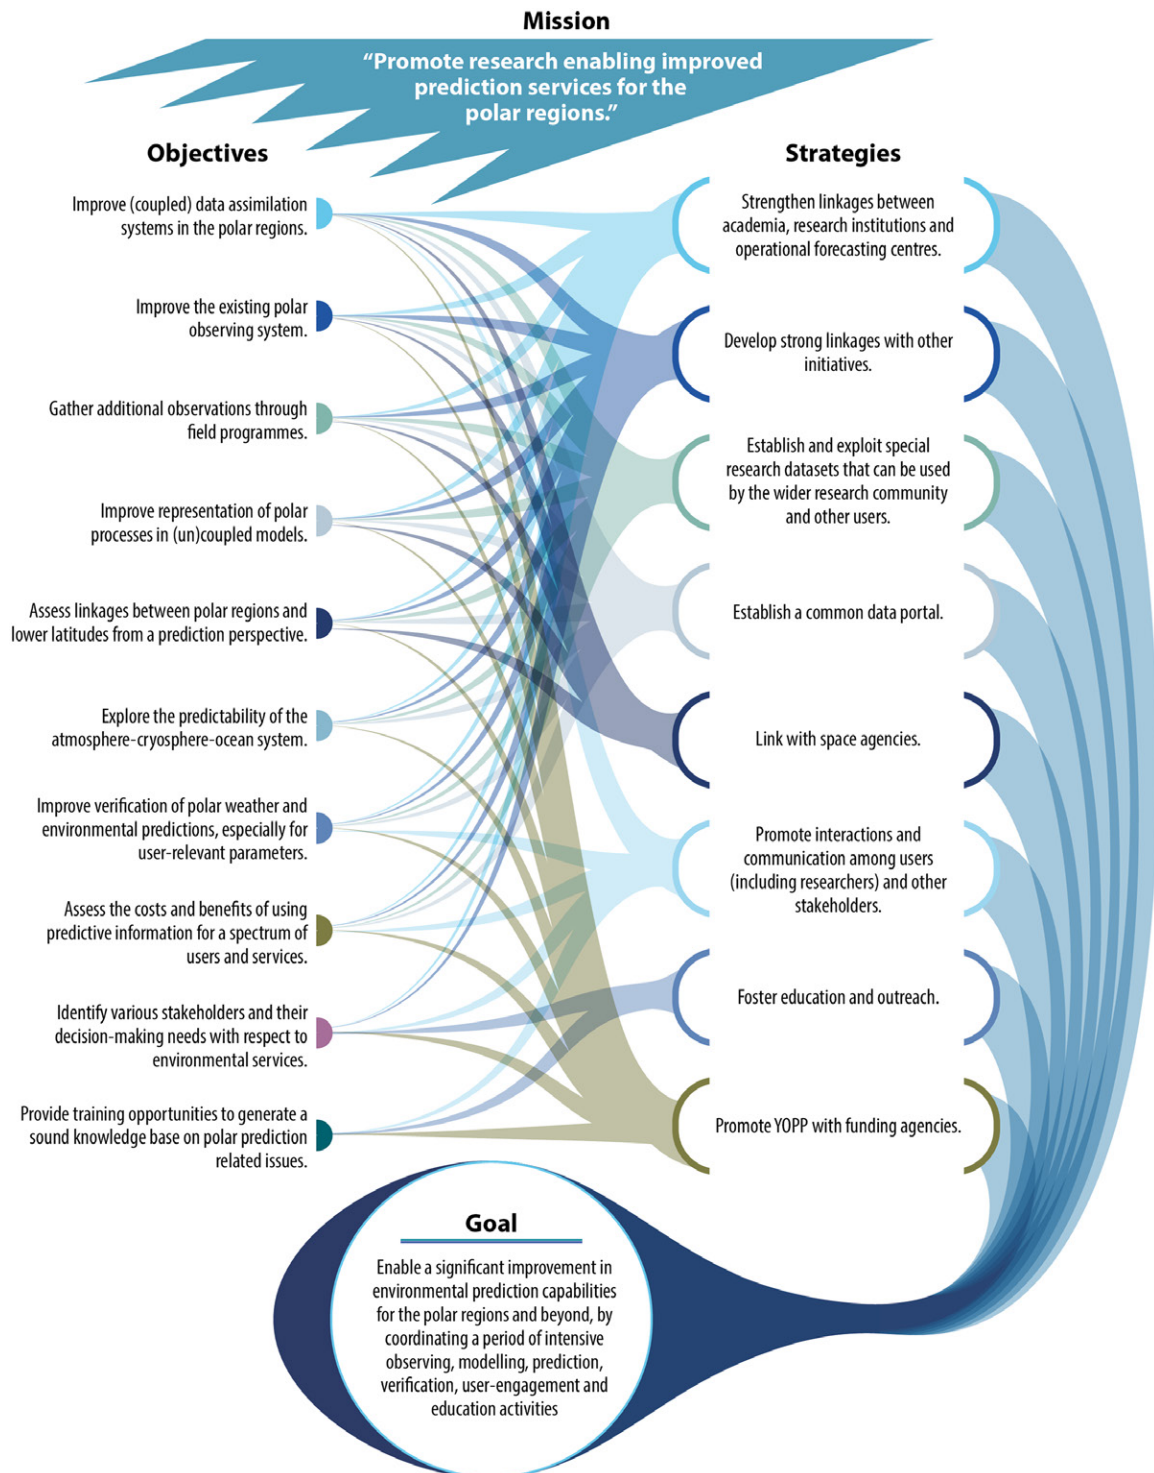 Mission
“Promote research enabling improved
prediction services for the
polar regions.”
Objectives
Improve (coupled) data assimilation
systems in the polar regions.
Improve the existing polar
observing system.
Gather additional observations through
field programmes.
Improve representation of polar
processes in (un)coupled models.
Assess linkages between polar regions and
lower latitudes from a prediction perspective.
Explore the predictability of the
atmosphere-cryosphere-ocean system.
Improve verification of polar weather and
environmental predictions, especially for
user-relevant parameters.
Assess the costs and benefits of using
predictive information for a spectrum of
users and services.
Identify various stakeholders and their
decision-making needs with respect to
environmental services.
Provide training opportunities to generate a
sound knowledge base on polar prediction
related issues.
Strategies
Strengthen linkages between
academia, research institutions and
operational forecasting centres.
Develop strong linkages with other
initiatives.
Establish and exploit special
research datasets that can be used
by the wider research community
and other users.
Establish a common data portal.
Link with space agencies.
Promote interactions and
communication among users
(including researchers) and other
stakeholders.
Foster education and outreach.
Promote YOPP with funding agencies.
Goal
Enable a significant improvement in
environmental prediction capabilities
for the polar regions and beyond, by
coordinating a period of intensive
observing, modelling, prediction,
verification, user-engagement and
education activities